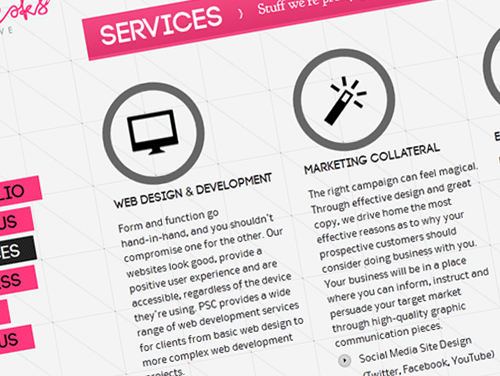 SERVICES
Stuff we're
LIO
US
ES
SS
US
WEB DESIGN & DEVELOPMENT
Form and function go
hand-in-hand, and you shouldn't
compromise one for the other. Our
websites look good, provide a
positive user experience and are
accessible, regardless of the device
they're using. PSC provides a wide
range of web development services
for clients from basic web design to
more complex web development
projects.
MARKETING COLLATERAL
The right campaign can feel magical.
Through effective design and great
copy, we drive home the most
effective reasons as to why your
prospective customers should
consider doing business with you.
Your business will be in a place
where you can inform, instruct and
persuade your target market
through high-quality graphic
communication pieces.
Social Media Site Design
(Twitter, Facebook, YouTube)